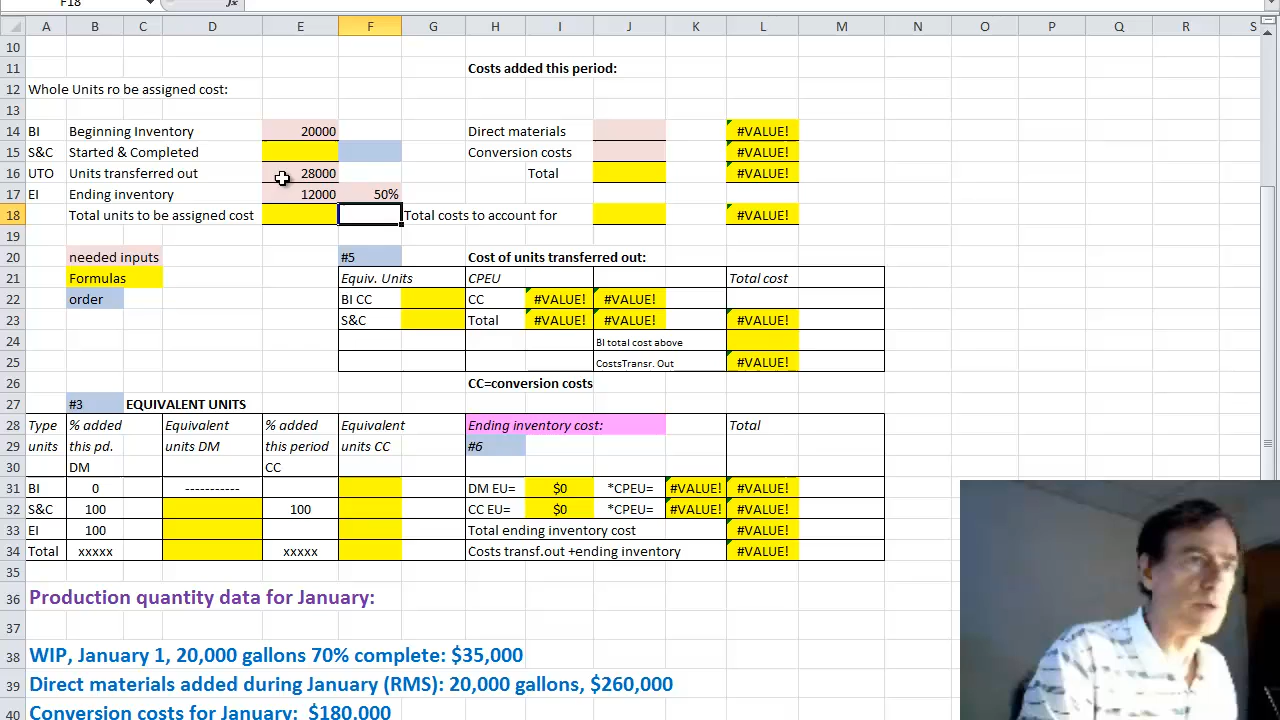 F18 fx
A B C D E F G H I J K L M N O P Q R S
10
11 Costs added this period:
12 Whole Units ro be assigned cost:
13
14 BI Beginning Inventory 20000 Direct materials #VALUE!
15 S&C Started & Completed Conversion costs #VALUE!
16 UTO Units transferred out 28000 Total #VALUE!
17 EI Ending inventory 12000 50%
18 Total units to be assigned cost Total costs to account for #VALUE!
19
20 needed inputs #5 Cost of units transferred out:
21 Formulas Equiv. Units CPEU Total cost
22 order BI CC CC #VALUE! #VALUE!
23 S&C Total #VALUE! #VALUE! #VALUE!
24 BI total cost above
25 CostsTransr. Out #VALUE!
26 CC=conversion costs
27 #3 EQUIVALENT UNITS
28 Type % added Equivalent % added Equivalent Ending inventory cost: Total
29 units this pd. units DM this period units CC #6
30 DM CC
31 BI 0 ----------- DM EU= $0 *CPEU= #VALUE! #VALUE!
32 S&C 100 100 CC EU= $0 *CPEU= #VALUE! #VALUE!
33 EI 100 Total ending inventory cost #VALUE!
34 Total xxxxx xxxxx Costs transf.out +ending inventory #VALUE!
35
36 Production quantity data for January:
37
38 WIP, January 1, 20,000 gallons 70% complete: $35,000
39 Direct materials added during January (RMS): 20,000 gallons, $260,000
40 Conversion costs for January: $180.000